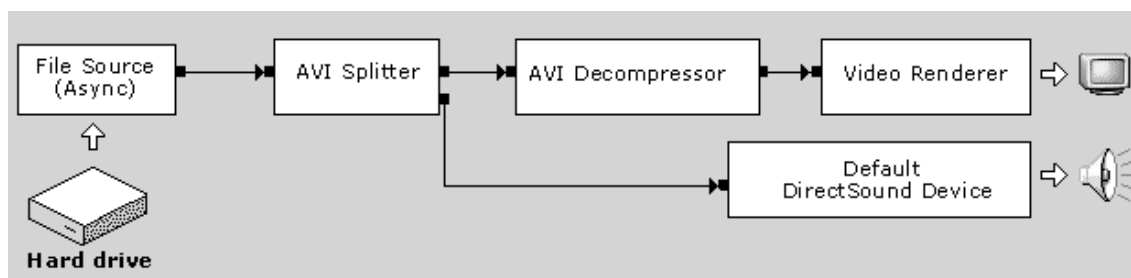 File Source
(Async)
AVI Splitter
AVI Decompressor
Video Renderer
Default
DirectSound Device
Hard drive